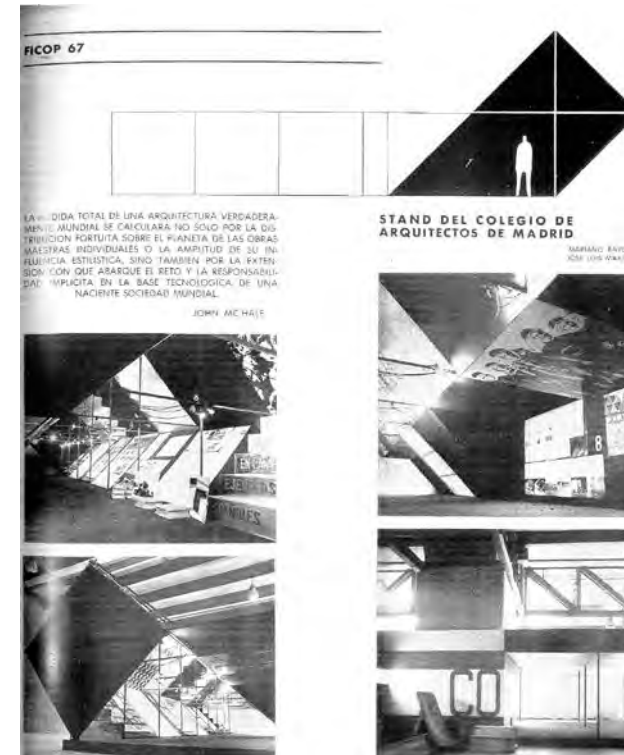 FICOP 67
LA MEDIDA TOTAL DE UNA ARQUITECTURA VERDADERA-
MENTE MUNDIAL SE CALCULARA NO SOLO POR LA DIS-
TRIBUCION FORTUITA SOBRE EL PLANETA DE LAS OBRAS
MAESTRAS INDIVIDUALES O LA AMPLITUD DE SU IN-
FLUENCIA ESTILISTICA, SINO TAMBIEN POR LA EXTEN-
SION CON QUE ABARQUE EL RETO Y LA RESPONSABILI-
DAD IMPLICITA EN LA BASE TECNOLOGICA DE UNA
NACIENTE SOCIEDAD MUNDIAL.
JOHN MC HALE
STAND DEL COLEGIO DE
ARQUITECTOS DE MADRID
MARIANO
JOSE LUIS
8
CO